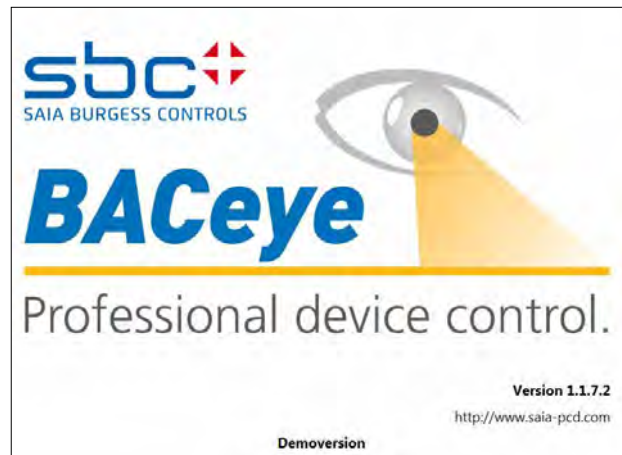 sbc
SAIA BURGESS CONTROLS
BACeye
Professional device control.
Version 1.1.7.2
http://www.saia-pcd.com
Demoversion